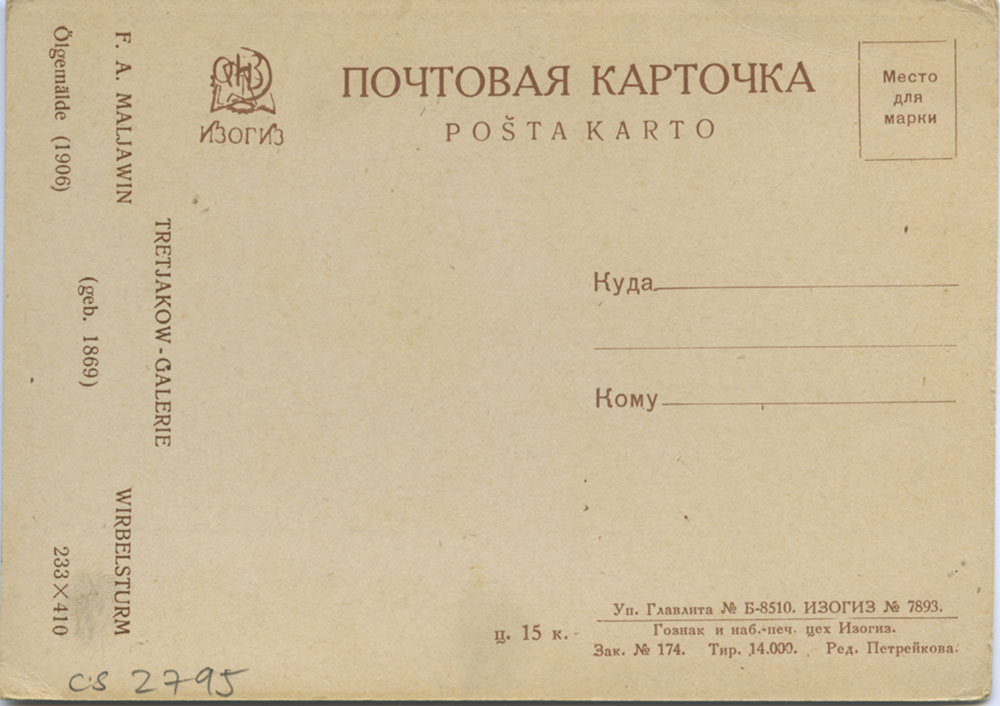 ПОЧТОВАЯ КАРТОЧКА
POŠTA KARTO
ИЗОГИЗ
Место
для
марки
TRETJAKOW-GALERIE
F. A. MALJAWIN WIRBELSTURM
(geb. 1869)
Ölgemälde (1906) 233×410
Куда
Кому
ц. 15 к.
Уп. Главлита № Б-8510. ИЗОГИЗ № 7893.
Гознак и наб.-печ. цех Изогиз.
Зак. № 174. Тир. 14.000. Ред. Петрейкова.
CS 2795